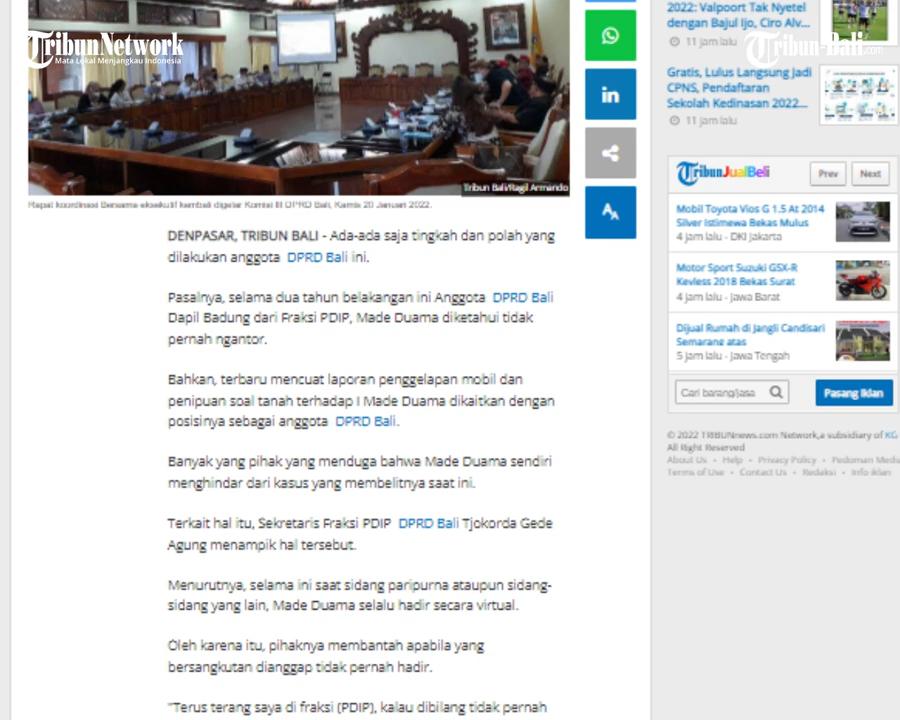 TribunNetwork
Mata Lokal Menjangkau Indonesia
Tribun Bali/Ragil Armando
Rapat koordinasi Bersama eksekutif kembali digelar Komisi III DPRD Bali, Kamis 20 Januari 2022.
DENPASAR, TRIBUN BALI - Ada-ada saja tingkah dan polah yang
dilakukan anggota DPRD Bali ini.
Pasalnya, selama dua tahun belakangan ini Anggota DPRD Bali
Dapil Badung dari Fraksi PDIP, Made Duama diketahui tidak
pernah ngantor.
Bahkan, terbaru mencuat laporan penggelapan mobil dan
penipuan soal tanah terhadap I Made Duama dikaitkan dengan
posisinya sebagai anggota DPRD Bali.
Banyak yang pihak yang menduga bahwa Made Duama sendiri
menghindar dari kasus yang membelitnya saat ini.
Terkait hal itu, Sekretaris Fraksi PDIP DPRD Bali Tjokorda Gede
Agung menampik hal tersebut.
Menurutnya, selama ini saat sidang paripurna ataupun sidang-
sidang yang lain, Made Duama selalu hadir secara virtual.
Oleh karena itu, pihaknya membantah apabila yang
bersangkutan dianggap tidak pernah hadir.
"Terus terang saya di fraksi (PDIP), kalau dibilang tidak pernah
2022: Valpoort Tak Nyetel
dengan Bajul Ijo, Ciro Alv...
11 jam lalu
Tribun-Bali.com
Gratis, Lulus Langsung Jadi
CPNS, Pendaftaran
Sekolah Kedinasan 2022...
11 jam lalu
TribunJualBeli
Prev
Next
Mobil Toyota Vios G 1.5 At 2014
Silver Istimewa Bekas Mulus
4 jam lalu - DKI Jakarta
Motor Sport Suzuki GSX-R
Kevless 2018 Bekas Surat
4 jam lalu - Jawa Barat
Dijual Rumah di Jangli Candisari
Semarang atas
5 jam lalu - Jawa Tengah
Cari barang/jasa
Pasang Iklan
© 2022 TRIBUNnews.com Network,a subsidiary of KG
All Right Reserved
About Us • Help • Privacy Policy • Pedoman Media
Terms of Use • Contact Us • Redaksi • Info iklan